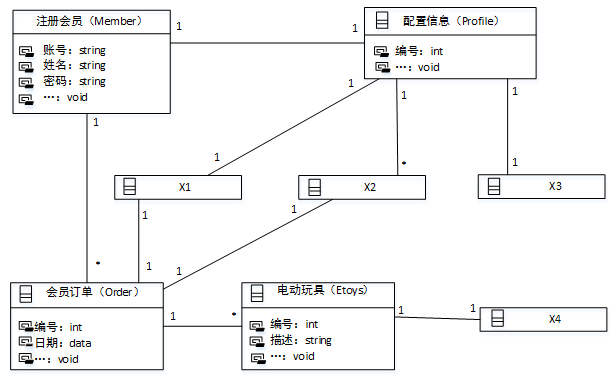 注册会员（Member）
账号：string
姓名：string
密码：string
…：void
配置信息（Profile）
编号：int
…：void
1
1
1
1
1
1
1
*
1
X1
X2
X3
1
1
*
1
1
会员订单（Order）
编号：int
日期：data
…：void
电动玩具（Etoys）
编号：int
描述：string
…：void
1
*
1
1
X4